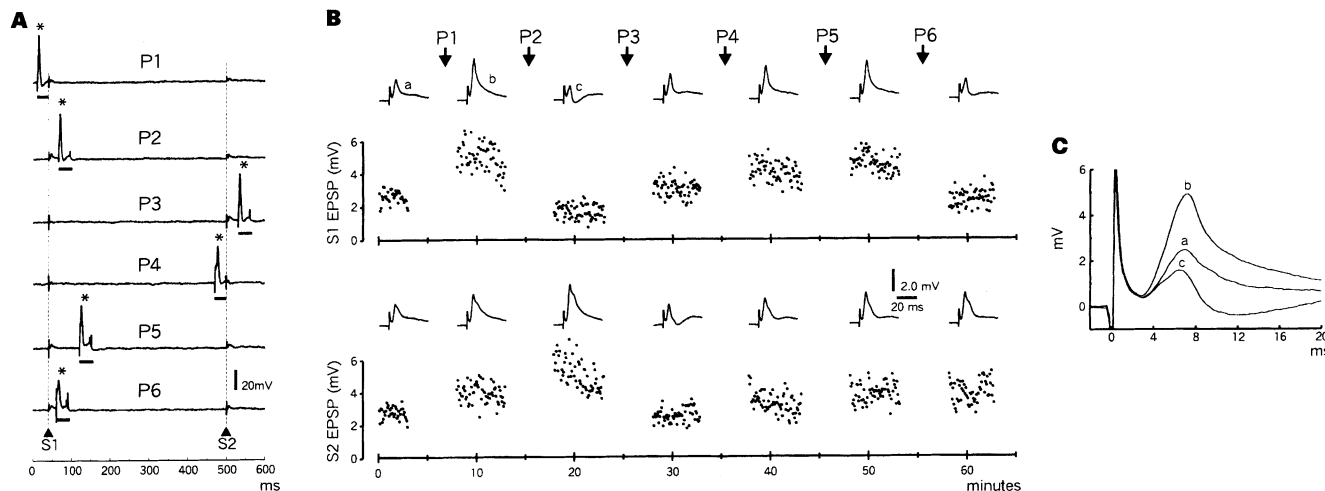 A
*
P1
*
P2
*
P3
*
P4
*
P5
*
P6
20mV
S1
S2
0 100 200 300 400 500 600
ms
B
P1 P2 P3 P4 P5 P6
a
b
c
6
4
2
0
S1 EPSP (mV)
2.0 mV
20 ms
6
4
2
0
S2 EPSP (mV)
0 10 20 30 40 50 60
minutes
C
6
4
2
0
mV
b
a
c
0 4 8 12 16 20
ms